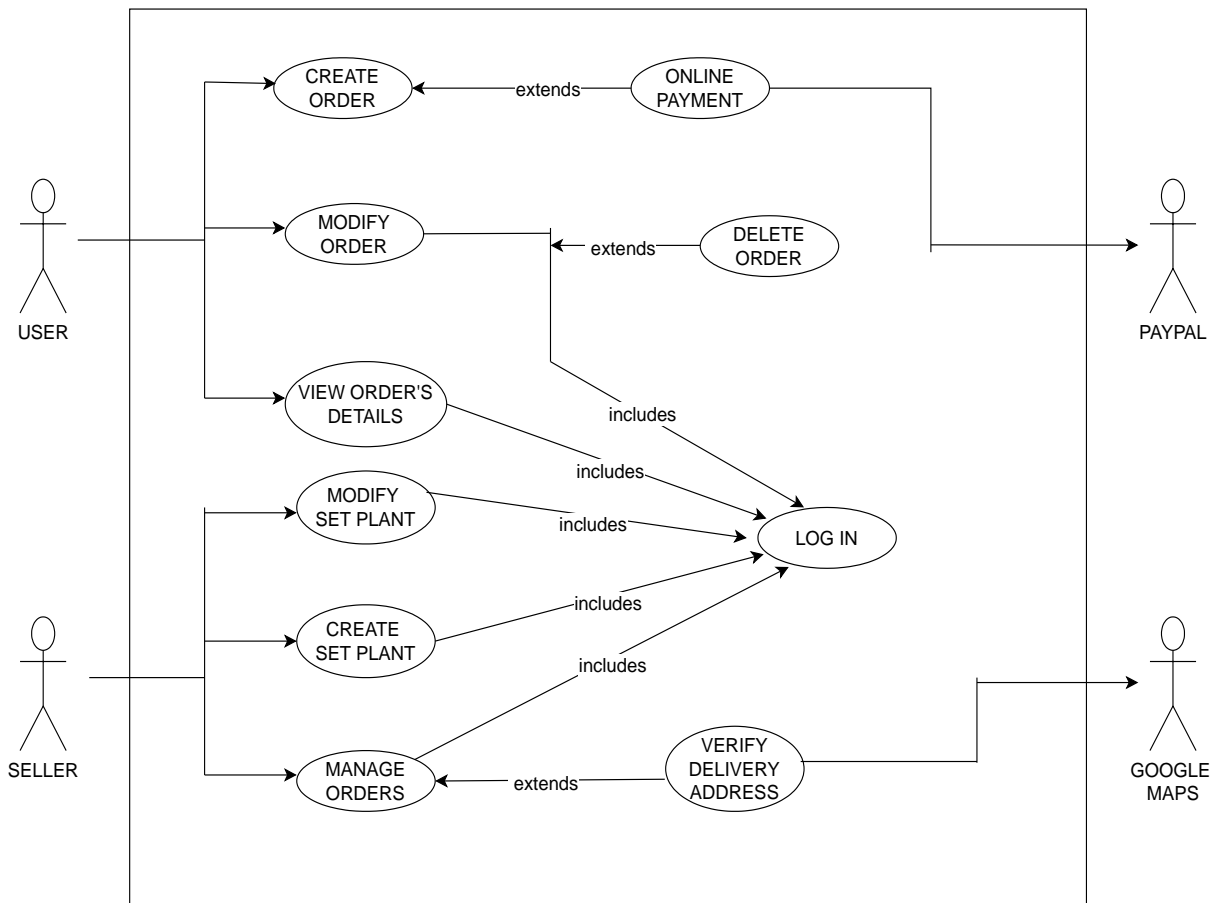 CREATE
ORDER
extends
ONLINE
PAYMENT
MODIFY
ORDER
extends
DELETE
ORDER
USER
PAYPAL
VIEW ORDER'S
DETAILS
includes
includes
MODIFY
SET PLANT
includes
LOG IN
CREATE
SET PLANT
includes
includes
SELLER
MANAGE
ORDERS
extends
VERIFY
DELIVERY
ADDRESS
GOOGLE
MAPS